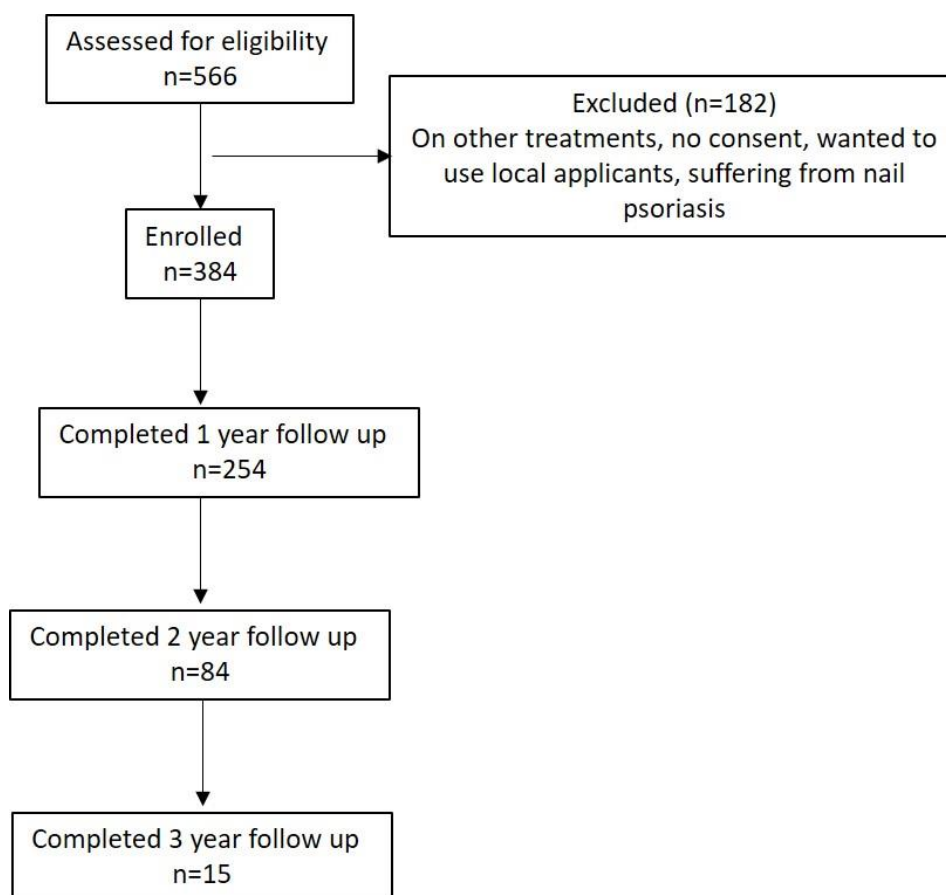 Assessed for eligibility
n=566
Excluded (n=182)
On other treatments, no consent, wanted to
use local applicants, suffering from nail
psoriasis
Enrolled
n=384
Completed 1 year follow up
n=254
Completed 2 year follow up
n=84
Completed 3 year follow up
n=15